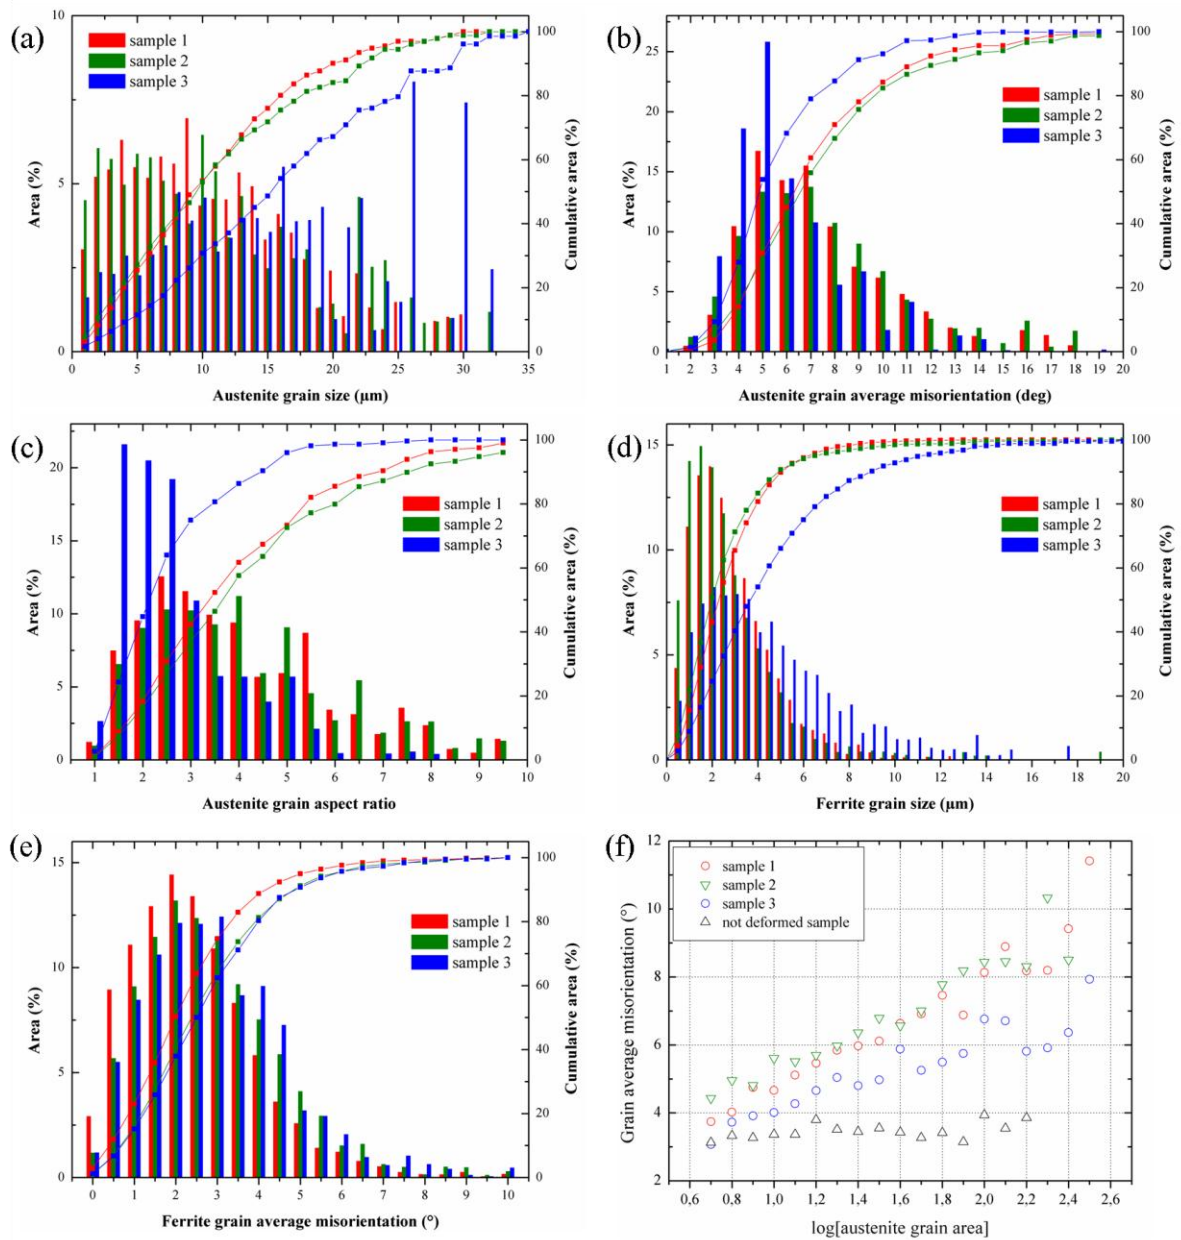 (a)
sample 1
sample 2
sample 3
Area (%)
10
5
0
Cumulative area (%)
100
80
60
40
20
0
0 5 10 15 20 25 30 35
Austenite grain size (μm)
(b)
sample 1
sample 2
sample 3
Area (%)
25
20
15
10
5
0
Cumulative area (%)
100
80
60
40
20
0
1 2 3 4 5 6 7 8 9 10 11 12 13 14 15 16 17 18 19 20
Austenite grain average misorientation (deg)
(c)
sample 1
sample 2
sample 3
Area (%)
20
15
10
5
0
Cumulative area (%)
100
80
60
40
20
0
1 2 3 4 5 6 7 8 9 10
Austenite grain aspect ratio
(d)
sample 1
sample 2
sample 3
Area (%)
15
10
5
0
Cumulative area (%)
100
80
60
40
20
0
0 2 4 6 8 10 12 14 16 18 20
Ferrite grain size (μm)
(e)
sample 1
sample 2
sample 3
Area (%)
15
10
5
0
Cumulative area (%)
100
80
60
40
20
0
0 1 2 3 4 5 6 7 8 9 10
Ferrite grain average misorientation (°)
(f)
sample 1
sample 2
sample 3
not deformed sample
Grain average misorientation (°)
12
10
8
6
4
2
0,6 0,8 1,0 1,2 1,4 1,6 1,8 2,0 2,2 2,4 2,6
log[austenite grain area]